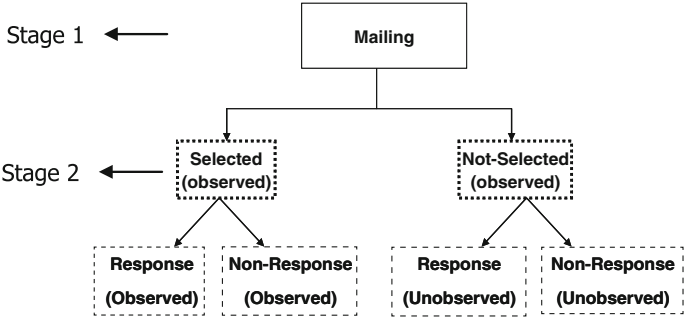 Stage 1
Mailing
Stage 2
Selected
(observed)
Not-Selected
(observed)
Response
(Observed)
Non-Response
(Observed)
Response
(Unobserved)
Non-Response
(Unobserved)